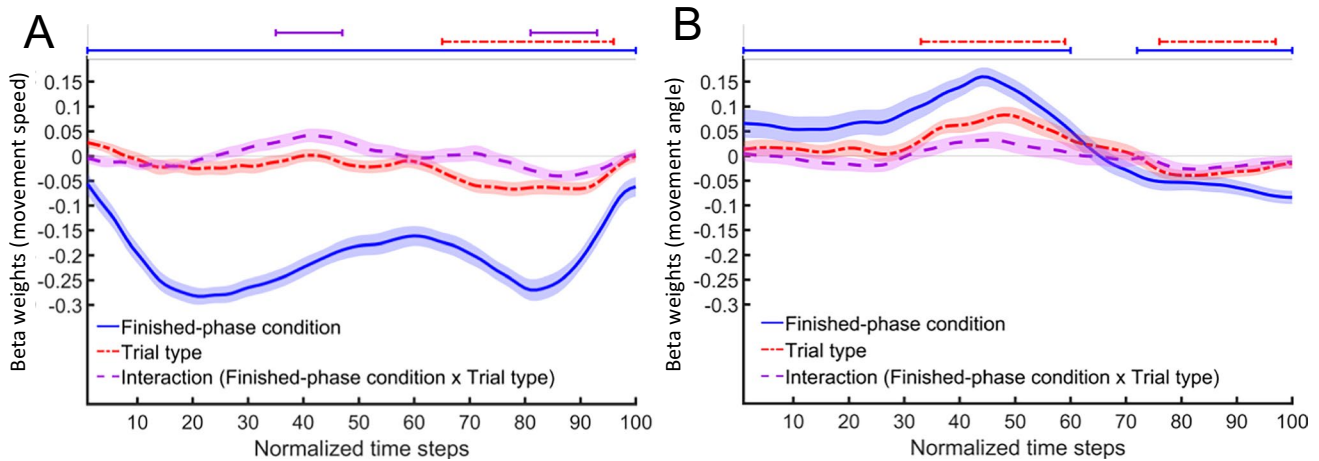 A
Beta weights (movement speed)
0.15
0.1
0.05
0
-0.05
-0.1
-0.15
-0.2
-0.25
-0.3
Finished-phase condition
Trial type
Interaction (Finished-phase condition x Trial type)
10 20 30 40 50 60 70 80 90 100
Normalized time steps
B
Beta weights (movement angle)
0.15
0.1
0.05
0
-0.05
-0.1
-0.15
-0.2
-0.25
-0.3
Finished-phase condition
Trial type
Interaction (Finished-phase condition x Trial type)
10 20 30 40 50 60 70 80 90 100
Normalized time steps